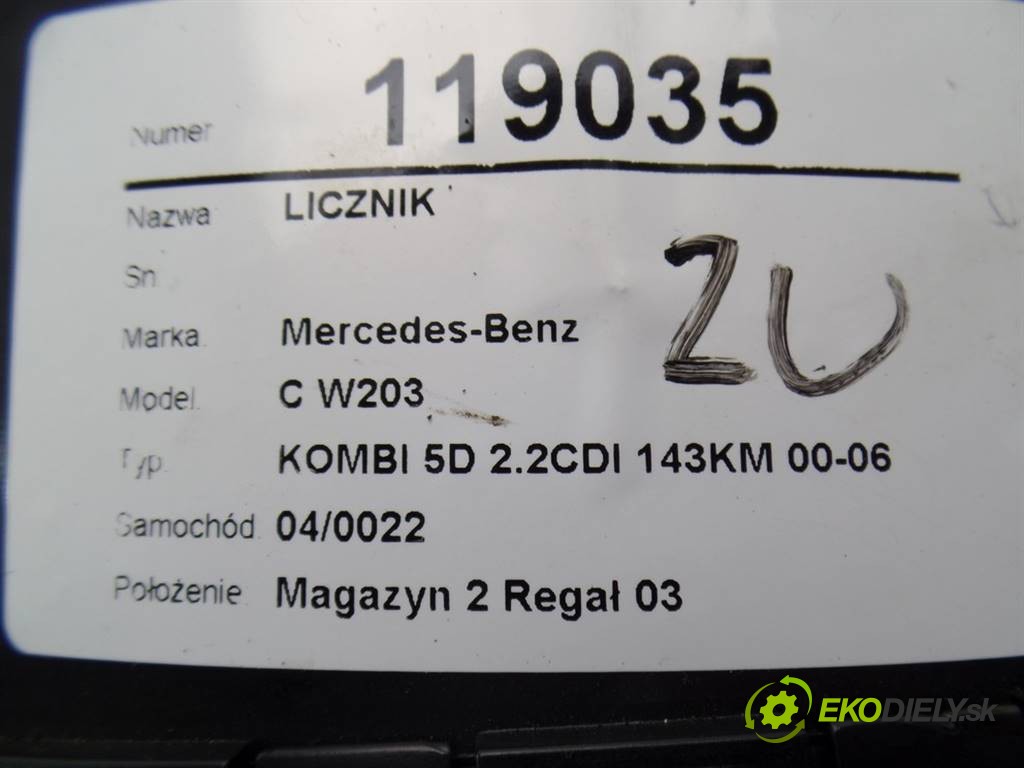 Numer 119035
Nazwa LICZNIK
Sn.
Marka. Mercedes-Benz
Model. C W203
Typ. KOMBI 5D 2.2CDI 143KM 00-06
Samochód. 04/0022
Położenie. Magazyn 2 Regał 03
ZU
EKODIELY.sk